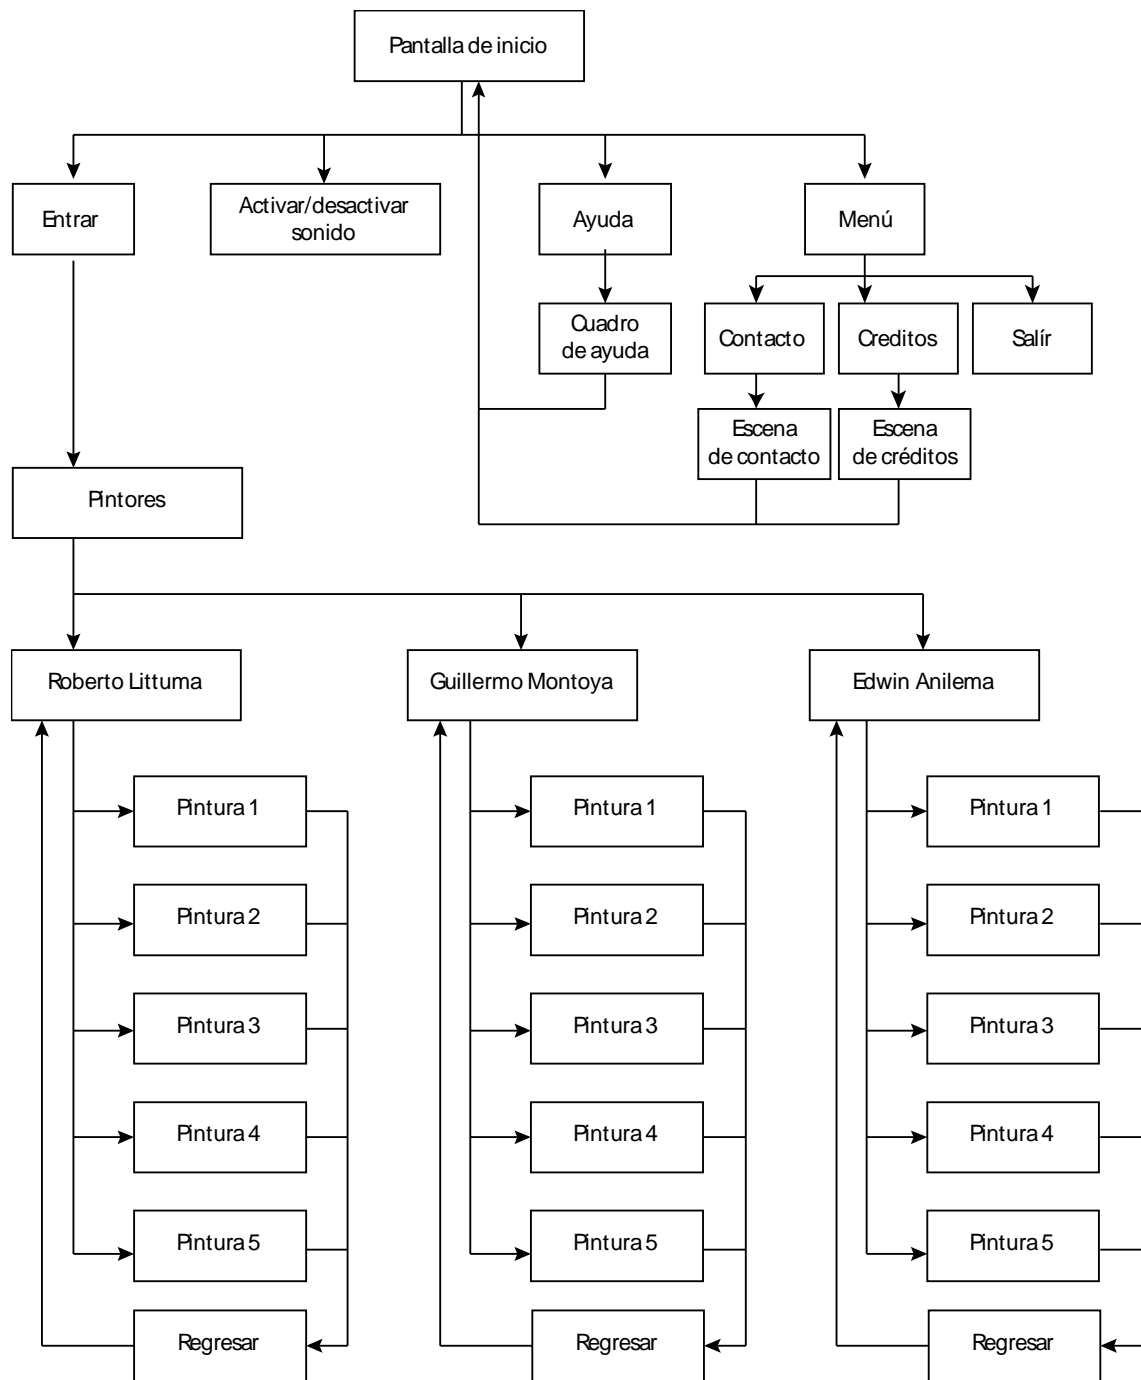 Pantalla de inicio
Entrar
Activar/desactivar
sonido
Ayuda
Menú
Cuadro
de ayuda
Contacto
Creditos
Salír
Escena
de contacto
Escena
de créditos
Pintores
Roberto Littuma
Guillermo Montoya
Edwin Anilema
Pintura 1
Pintura 1
Pintura 1
Pintura 2
Pintura 2
Pintura 2
Pintura 3
Pintura 3
Pintura 3
Pintura 4
Pintura 4
Pintura 4
Pintura 5
Pintura 5
Pintura 5
Regresar
Regresar
Regresar